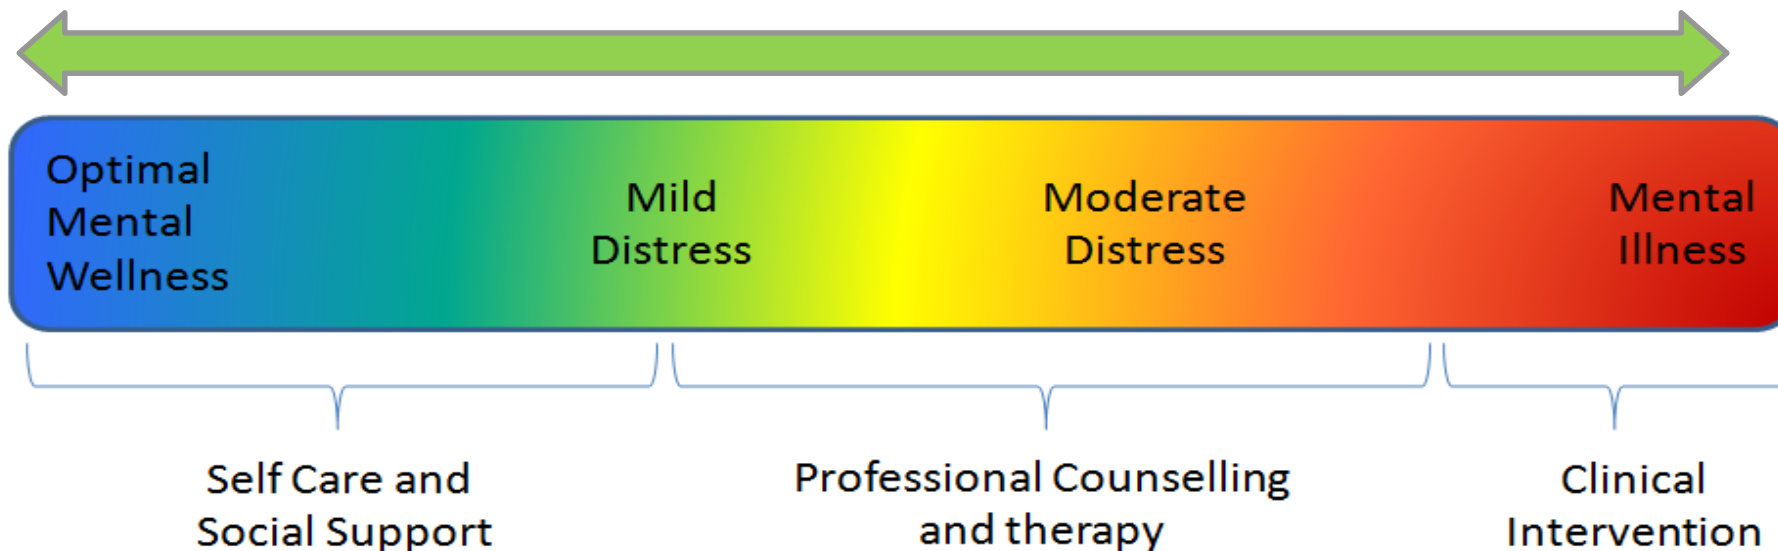 Optimal
Mental
Wellness
Mild
Distress
Moderate
Distress
Mental
Illness
Self Care and
Social Support
Professional Counselling
and therapy
Clinical
Intervention